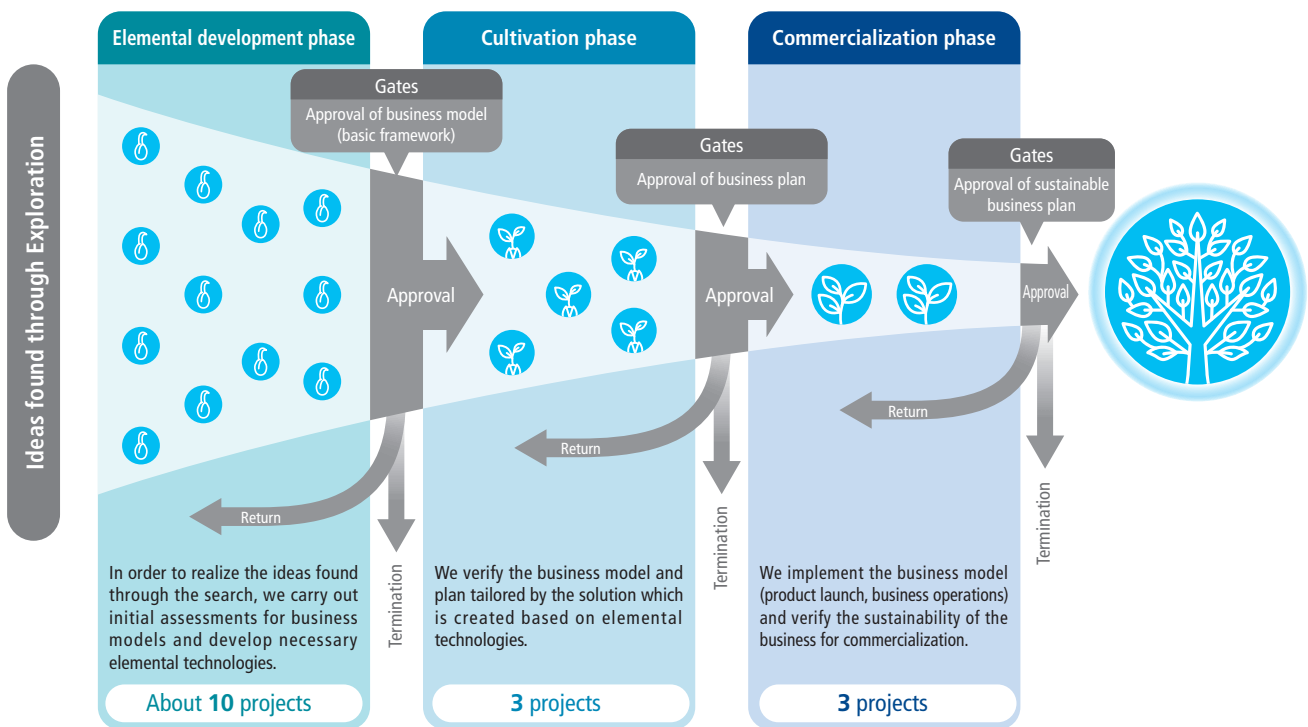 Ideas found through Exploration
Elemental development phase
Gates
Approval of business model
(basic framework)
Approval
Return
Termination
In order to realize the ideas found
through the search, we carry out
initial assessments for business
models and develop necessary
elemental technologies.
About 10 projects
Cultivation phase
Gates
Approval of business plan
Approval
Return
Termination
We verify the business model and
plan tailored by the solution which
is created based on elemental
technologies.
3 projects
Commercialization phase
Gates
Approval of sustainable
business plan
Approval
Return
Termination
We implement the business model
(product launch, business operations)
and verify the sustainability of the
business for commercialization.
3 projects